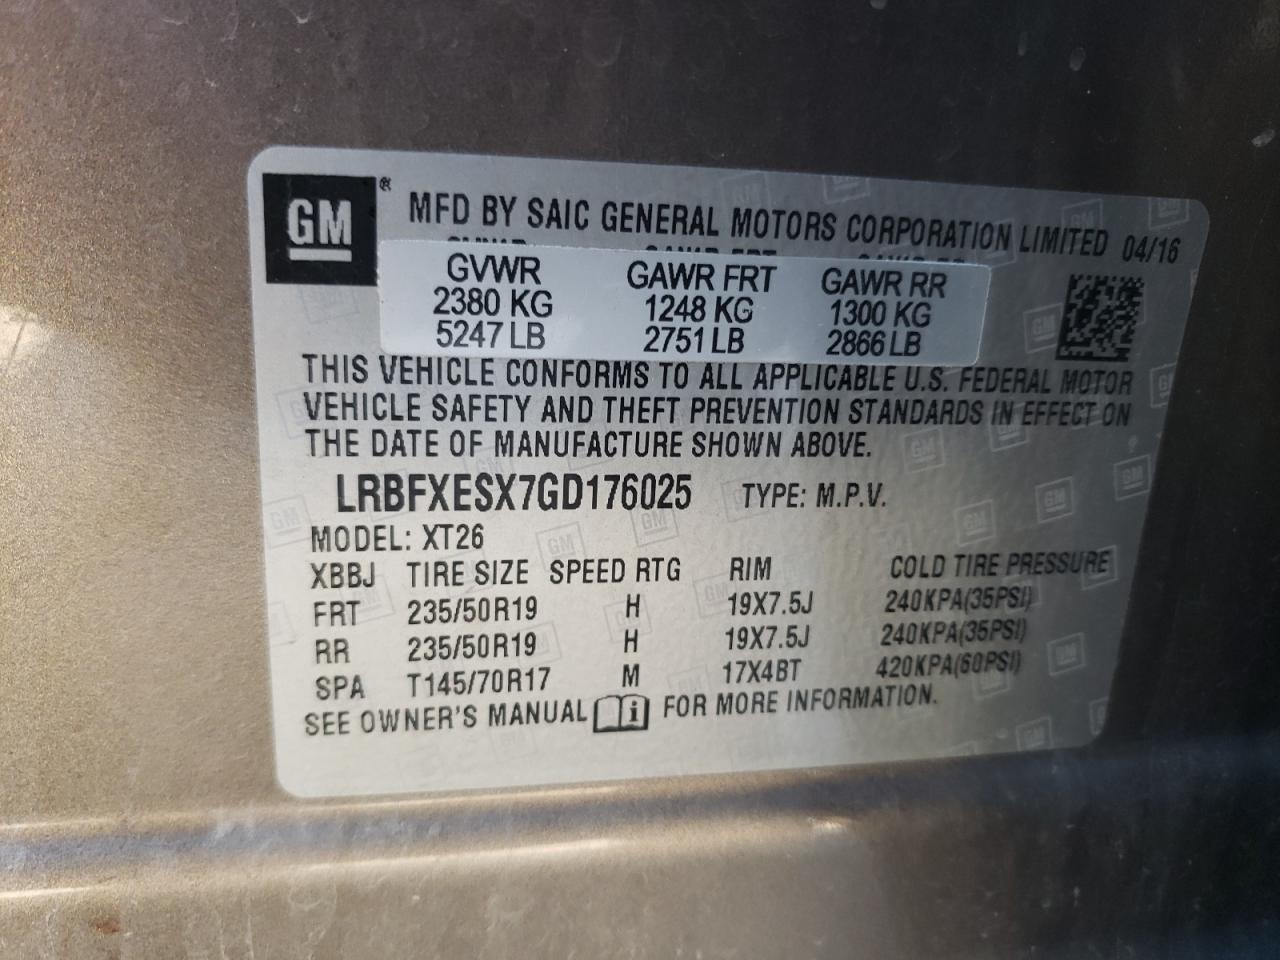 GM ® MFD BY SAIC GENERAL MOTORS CORPORATION LIMITED 04/16
GVWR GAWR FRT GAWR RR
2380 KG 1248 KG 1300 KG
5247 LB 2751 LB 2866 LB
THIS VEHICLE CONFORMS TO ALL APPLICABLE U.S. FEDERAL MOTOR
VEHICLE SAFETY AND THEFT PREVENTION STANDARDS IN EFFECT ON
THE DATE OF MANUFACTURE SHOWN ABOVE.
LRBFXESX7GD176025 TYPE: M.P.V.
MODEL: XT26
XBBJ TIRE SIZE SPEED RTG RIM COLD TIRE PRESSURE
FRT 235/50R19 H 19X7.5J 240KPA(35PSI)
RR 235/50R19 H 19X7.5J 240KPA(35PSI)
SPA T145/70R17 M 17X4BT 420KPA(60PSI)
SEE OWNER'S MANUAL i FOR MORE INFORMATION.